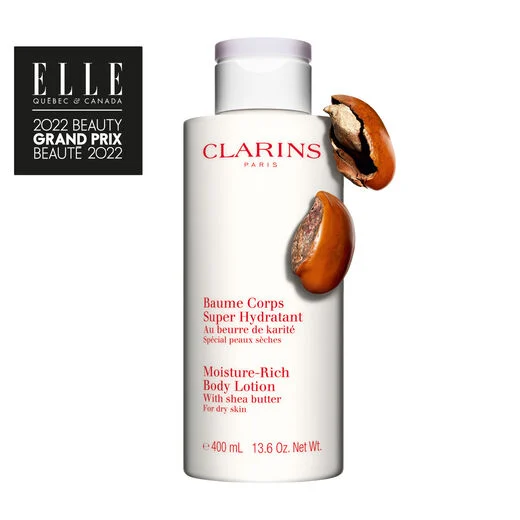 ELLE
QUÉBEC & CANADA
2022 BEAUTY
GRAND PRIX
BEAUTÉ 2022
CLARINS
PARIS
Baume Corps
Super Hydratant
Au beurre de karité
Spécial peaux sèches
Moisture-Rich
Body Lotion
With shea butter
For dry skin
℮ 400 mL 13.6 Oz. Net Wt.